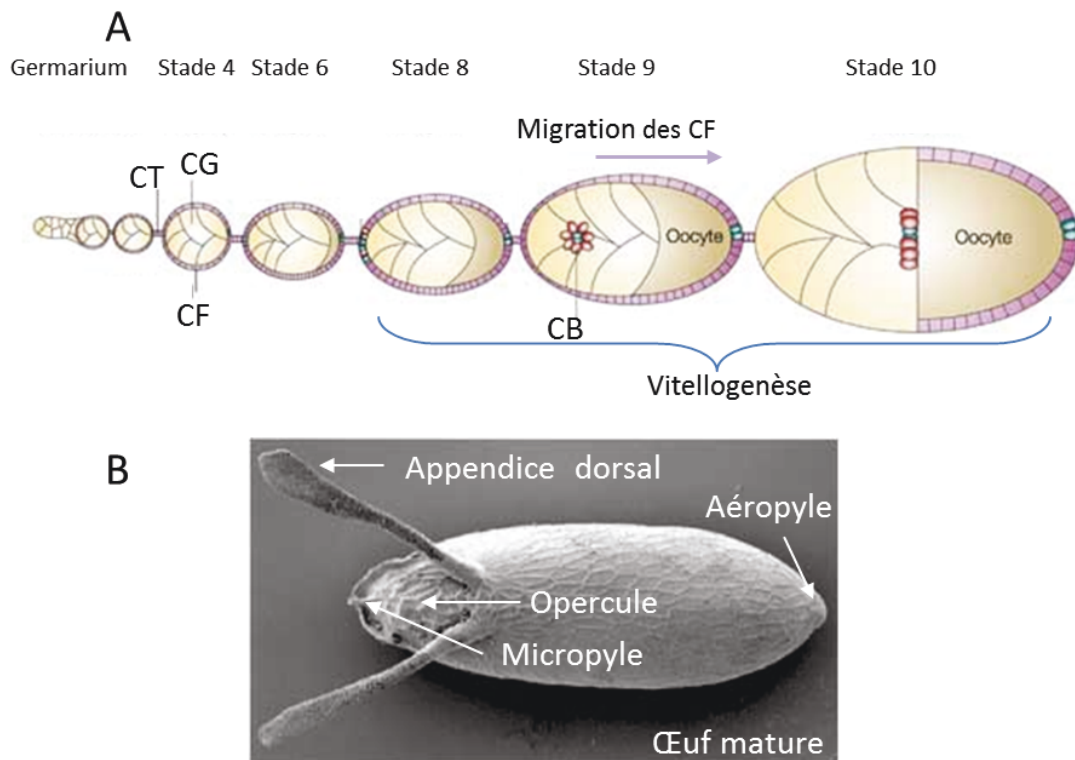 A
Germarium Stade 4 Stade 6 Stade 8 Stade 9 Stade 10
Migration des CF
CT CG
Oocyte Oocyte
CF
CB
Vitellogenèse
B
Appendice dorsal
Aéropyle
Opercule
Micropyle
Œuf mature